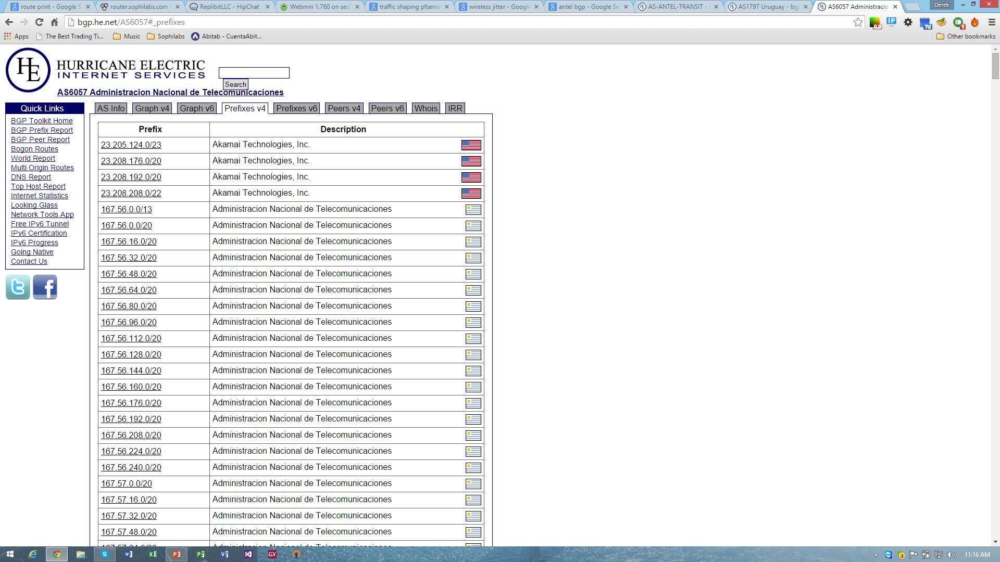 route print - Google S
router.sophilabs.com -
ReplibitLLC - HipChat
Webmin 1.760 on sec
traffic shaping pfsense
wireless jitter - Google
antel bgp - Google Se
AS-ANTEL-TRANSIT -
AS1797 Uruguay - bgp
AS6057 Administracio
Derek
bgp.he.net/AS6057#_prefixes
Apps
The Best Trading Ti...
Music
Sophilabs
Abitab - CuentaAbit...
Other bookmarks
HE
HURRICANE ELECTRIC
INTERNET SERVICES
Search
AS6057 Administracion Nacional de Telecomunicaciones
Quick Links
BGP Toolkit Home
BGP Prefix Report
BGP Peer Report
Bogon Routes
World Report
Multi Origin Routes
DNS Report
Top Host Report
Internet Statistics
Looking Glass
Network Tools App
Free IPv6 Tunnel
IPv6 Certification
IPv6 Progress
Going Native
Contact Us
AS Info Graph v4 Graph v6 Prefixes v4 Prefixes v6 Peers v4 Peers v6 Whois IRR
Prefix Description
23.205.124.0/23 Akamai Technologies, Inc.
23.208.176.0/20 Akamai Technologies, Inc.
23.208.192.0/20 Akamai Technologies, Inc.
23.208.208.0/22 Akamai Technologies, Inc.
167.56.0.0/13 Administracion Nacional de Telecomunicaciones
167.56.0.0/20 Administracion Nacional de Telecomunicaciones
167.56.16.0/20 Administracion Nacional de Telecomunicaciones
167.56.32.0/20 Administracion Nacional de Telecomunicaciones
167.56.48.0/20 Administracion Nacional de Telecomunicaciones
167.56.64.0/20 Administracion Nacional de Telecomunicaciones
167.56.80.0/20 Administracion Nacional de Telecomunicaciones
167.56.96.0/20 Administracion Nacional de Telecomunicaciones
167.56.112.0/20 Administracion Nacional de Telecomunicaciones
167.56.128.0/20 Administracion Nacional de Telecomunicaciones
167.56.144.0/20 Administracion Nacional de Telecomunicaciones
167.56.160.0/20 Administracion Nacional de Telecomunicaciones
167.56.176.0/20 Administracion Nacional de Telecomunicaciones
167.56.192.0/20 Administracion Nacional de Telecomunicaciones
167.56.208.0/20 Administracion Nacional de Telecomunicaciones
167.56.224.0/20 Administracion Nacional de Telecomunicaciones
167.56.240.0/20 Administracion Nacional de Telecomunicaciones
167.57.0.0/20 Administracion Nacional de Telecomunicaciones
167.57.16.0/20 Administracion Nacional de Telecomunicaciones
167.57.32.0/20 Administracion Nacional de Telecomunicaciones
167.57.48.0/20 Administracion Nacional de Telecomunicaciones
11:16 AM